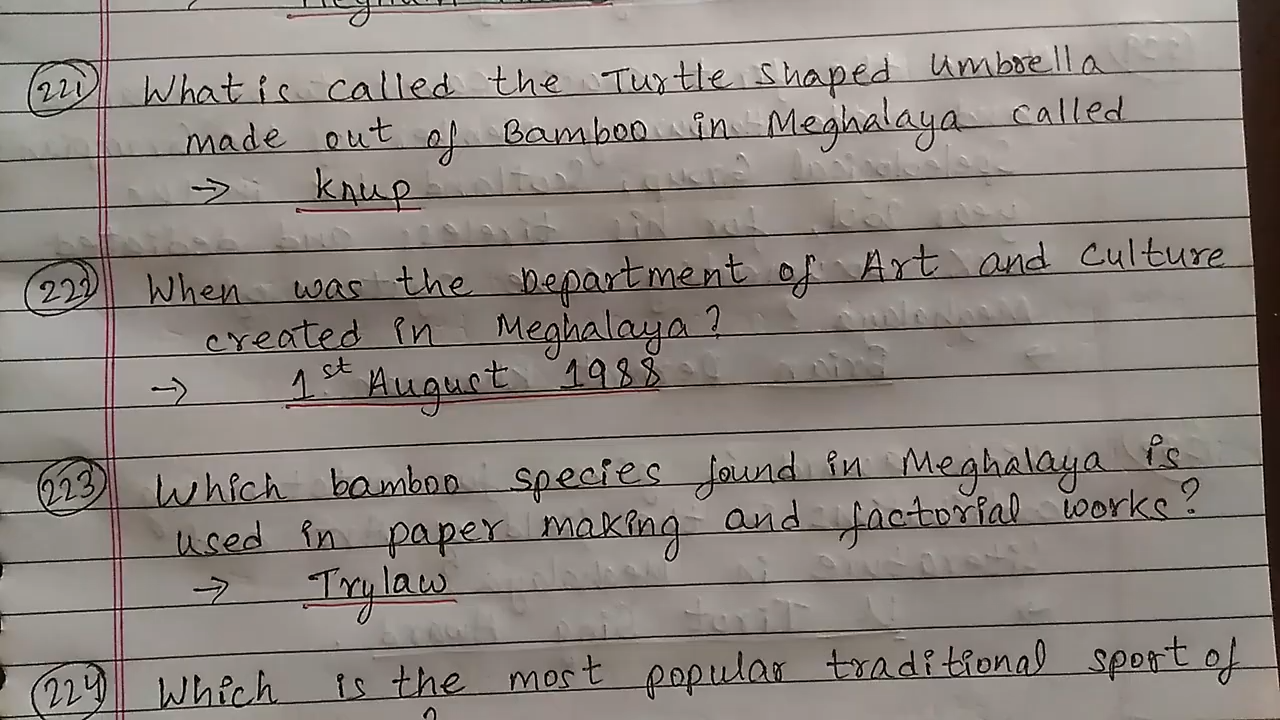 221 What is called the Turtle shaped umbrella
made out of Bamboo in Meghalaya called
→ knup
222 When was the Department of Art and culture
created in Meghalaya?
→ 1st August 1988
223 Which bamboo species found in Meghalaya is
used in paper making and factorial works?
→ Trylaw
224 Which is the most popular traditional sport of